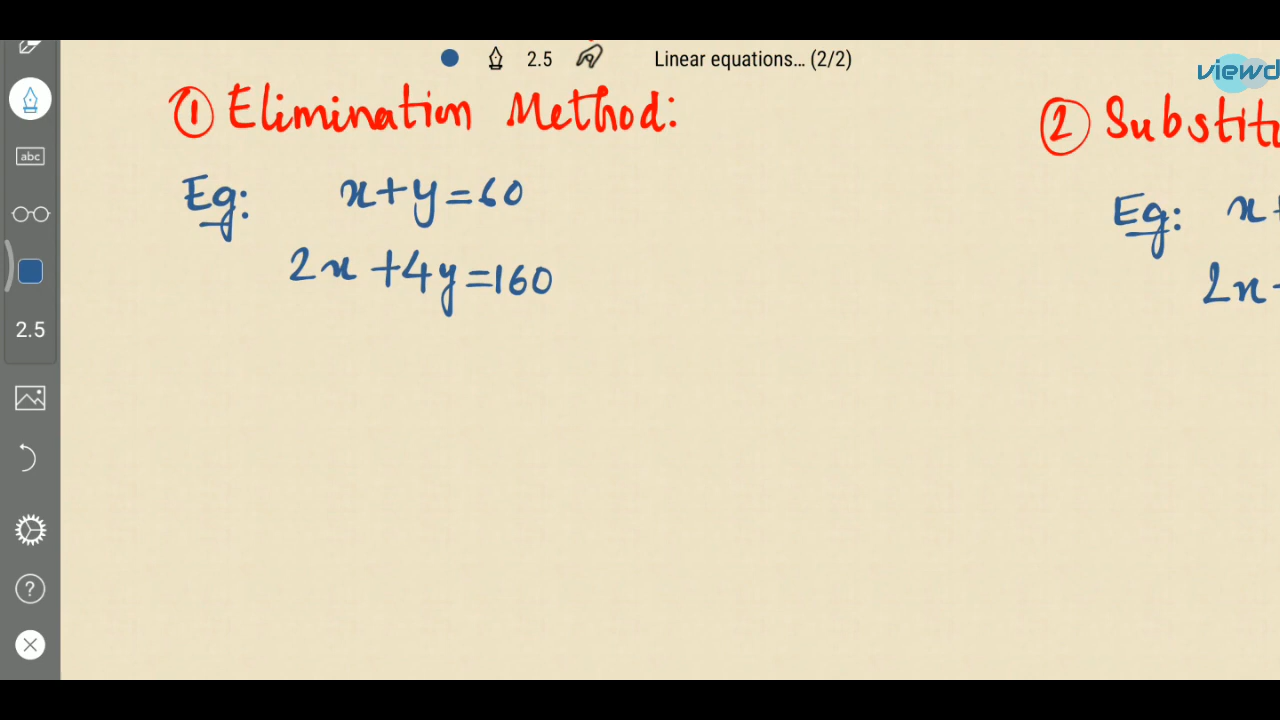 2.5 Linear equations... (2/2)
viewd
abc
2.5
① Elimination Method:
Eg: x+y=60
2x+4y=160
② Substit
Eg: x+
2x
?